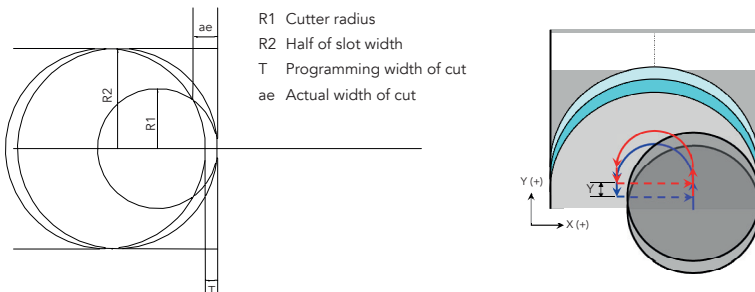 ae
R1 Cutter radius
R2 Half of slot width
T Programming width of cut
ae Actual width of cut
R2
R1
T
Y (+)
Y
X (+)